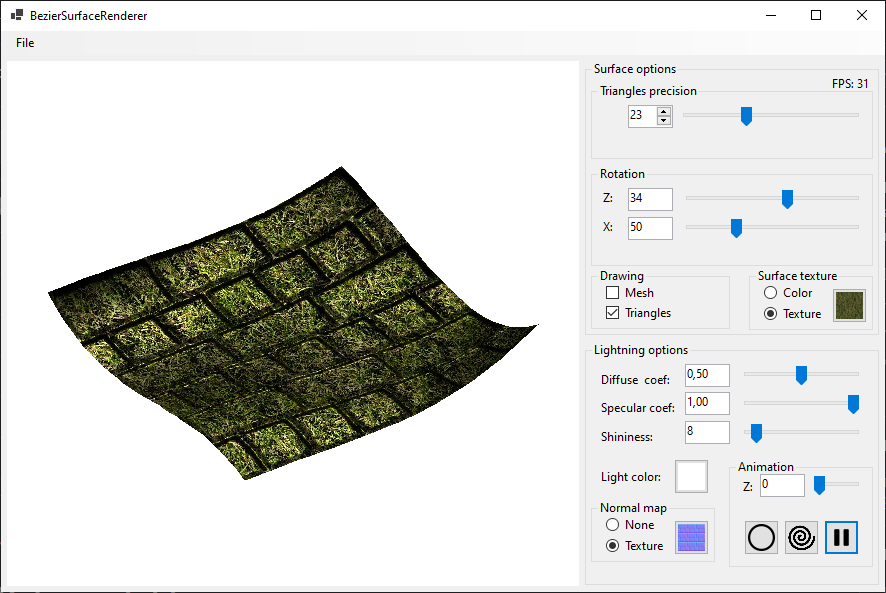 BezierSurfaceRenderer
File
Surface options
FPS: 31
Triangles precision
23
Rotation
Z: 34
X: 50
Drawing
Mesh
Triangles
Surface texture
Color
Texture
Lightning options
Diffuse coef: 0,50
Specular coef: 1,00
Shininess: 8
Light color:
Animation
Z: 0
Normal map
None
Texture